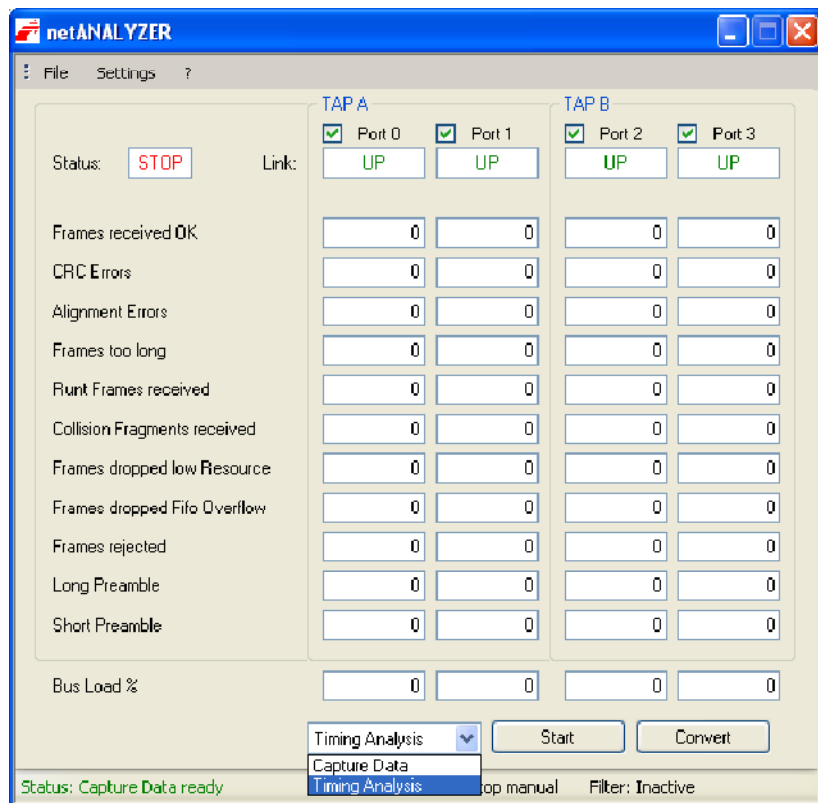 netANALYZER
File Settings ?
TAP A TAP B
Port 0 Port 1 Port 2 Port 3
Status: STOP Link: UP UP UP UP
Frames received OK 0 0 0 0
CRC Errors 0 0 0 0
Alignment Errors 0 0 0 0
Frames too long 0 0 0 0
Runt Frames received 0 0 0 0
Collision Fragments received 0 0 0 0
Frames dropped low Resource 0 0 0 0
Frames dropped Fifo Overflow 0 0 0 0
Frames rejected 0 0 0 0
Long Preamble 0 0 0 0
Short Preamble 0 0 0 0
Bus Load % 0 0 0 0
Timing Analysis Start Convert
Capture Data
Timing Analysis
Status: Capture Data ready manual Filter: Inactive